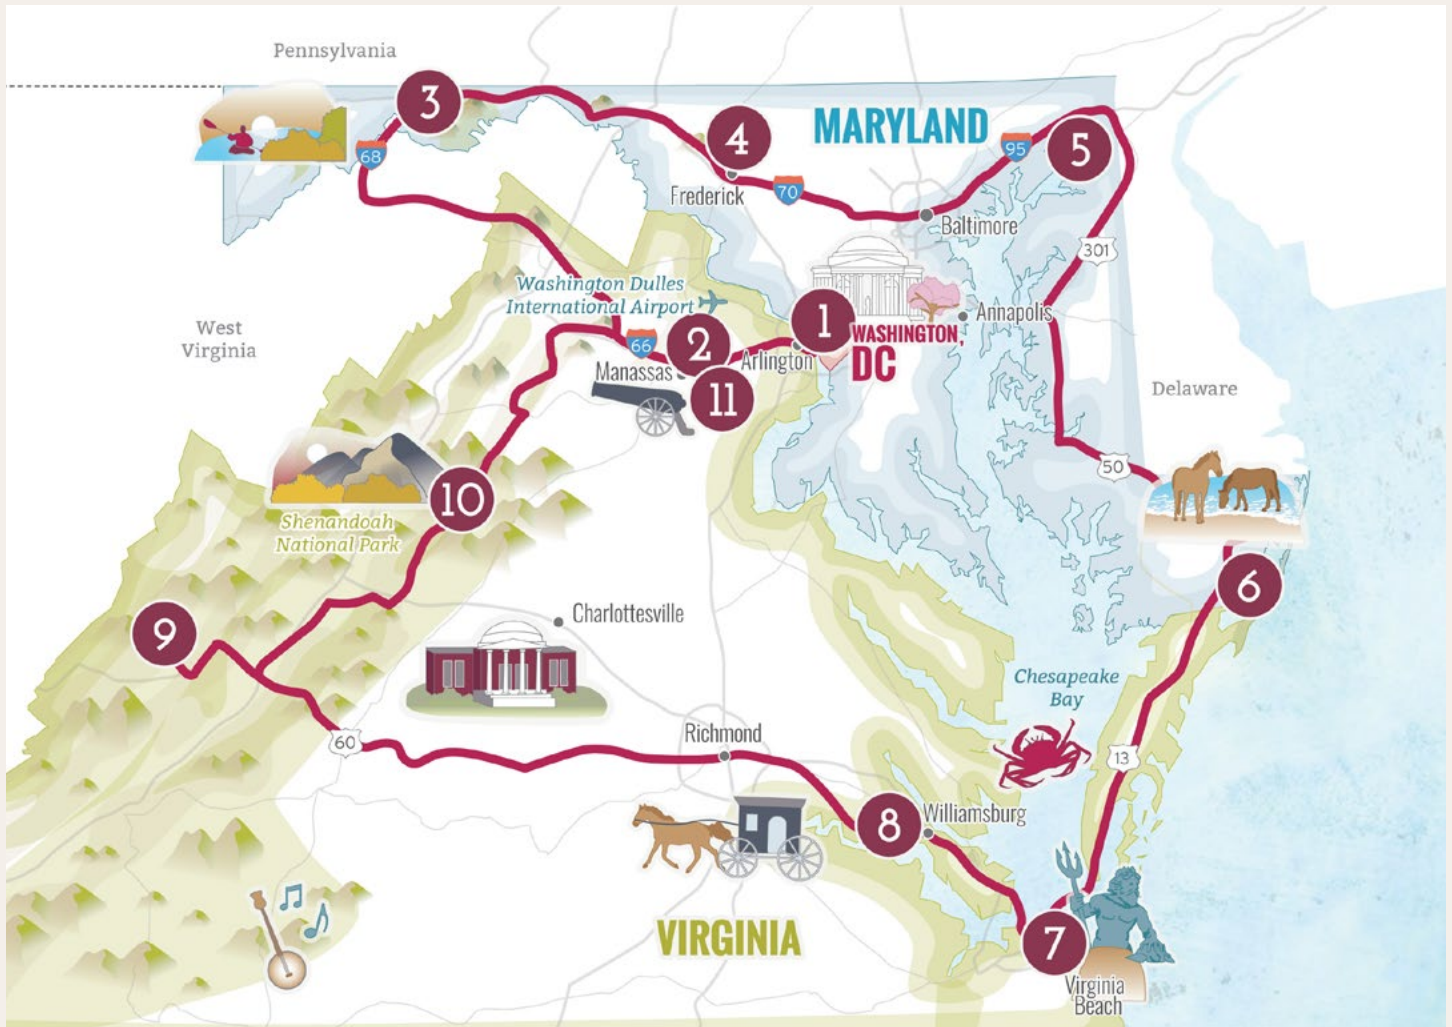 Pennsylvania
3
4
MARYLAND
95
5
68
Frederick
70
Baltimore
301
Washington Dulles
International Airport
1
Annapolis
West
Virginia
66
2
Arlington
WASHINGTON,
DC
Manassas
11
Delaware
50
10
Shenandoah
National Park
6
9
Charlottesville
Chesapeake
Bay
60
Richmond
13
8
Williamsburg
VIRGINIA
7
Virginia
Beach